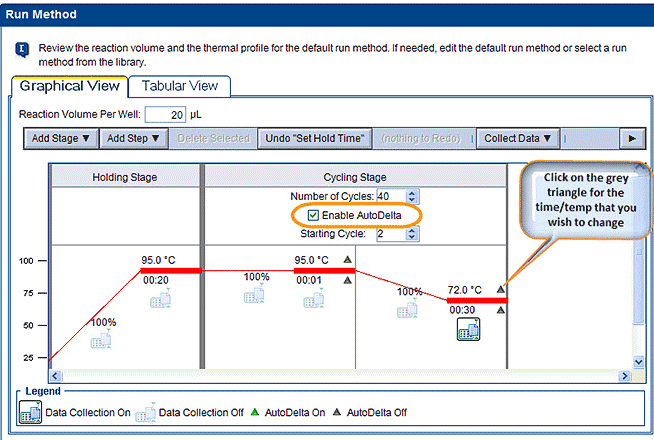 Run Method
Review the reaction volume and the thermal profile for the default run method. If needed, edit the default run method or select a run
method from the library.
Graphical View
Tabular View
Reaction Volume Per Well: 20 µL
Add Stage ▼ Add Step ▼ Delete Selected Undo "Set Hold Time" (nothing to Redo) Collect Data ▼
Holding Stage
Cycling Stage
Number of Cycles: 40
Enable AutoDelta
Starting Cycle: 2
Click on the grey
triangle for the
time/temp that you
wish to change
100
75
50
25
95.0 °C
00:20
100%
95.0 °C
00:01
100%
72.0 °C
00:30
100%
Legend
Data Collection On Data Collection Off AutoDelta On AutoDelta Off